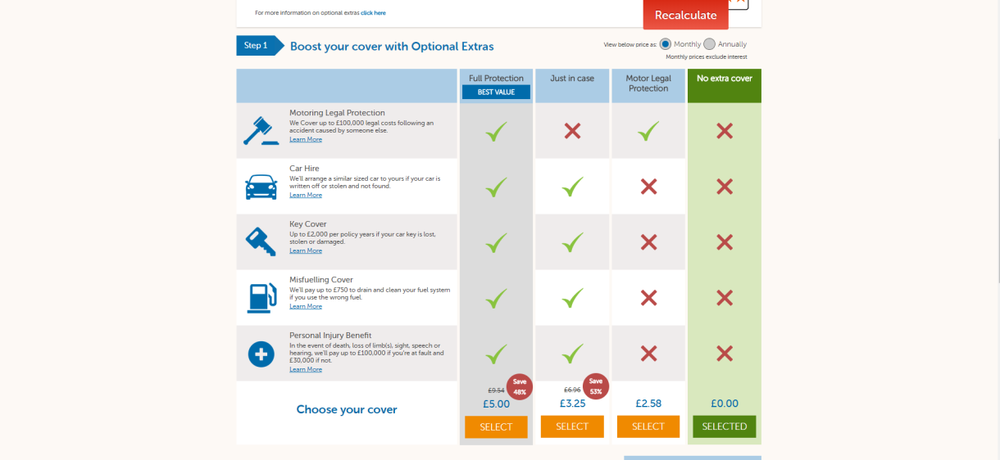 For more information on optional extras click here
Recalculate
Step 1
Boost your cover with Optional Extras
View below price as: Monthly Annually
Monthly prices exclude interest
Full Protection
BEST VALUE
Just in case
Motor Legal
Protection
No extra cover
Motoring Legal Protection
We Cover up to £100,000 legal costs following an
accident caused by someone else.
Learn More
Car Hire
We'll arrange a similar sized car to yours if your car is
written off or stolen and not found.
Learn More
Key Cover
Up to £2,000 per policy years if your car key is lost,
stolen or damaged.
Learn More
Misfuelling Cover
We'll pay up to £750 to drain and clean your fuel system
if you use the wrong fuel.
Learn More
Personal Injury Benefit
In the event of death, loss of limb(s), sight, speech or
hearing, we'll pay up to £100,000 if you're at fault and
£30,000 if not.
Learn More
Choose your cover
£9.54
Save
48%
£5.00
SELECT
£6.96
Save
53%
£3.25
SELECT
£2.58
SELECT
£0.00
SELECTED